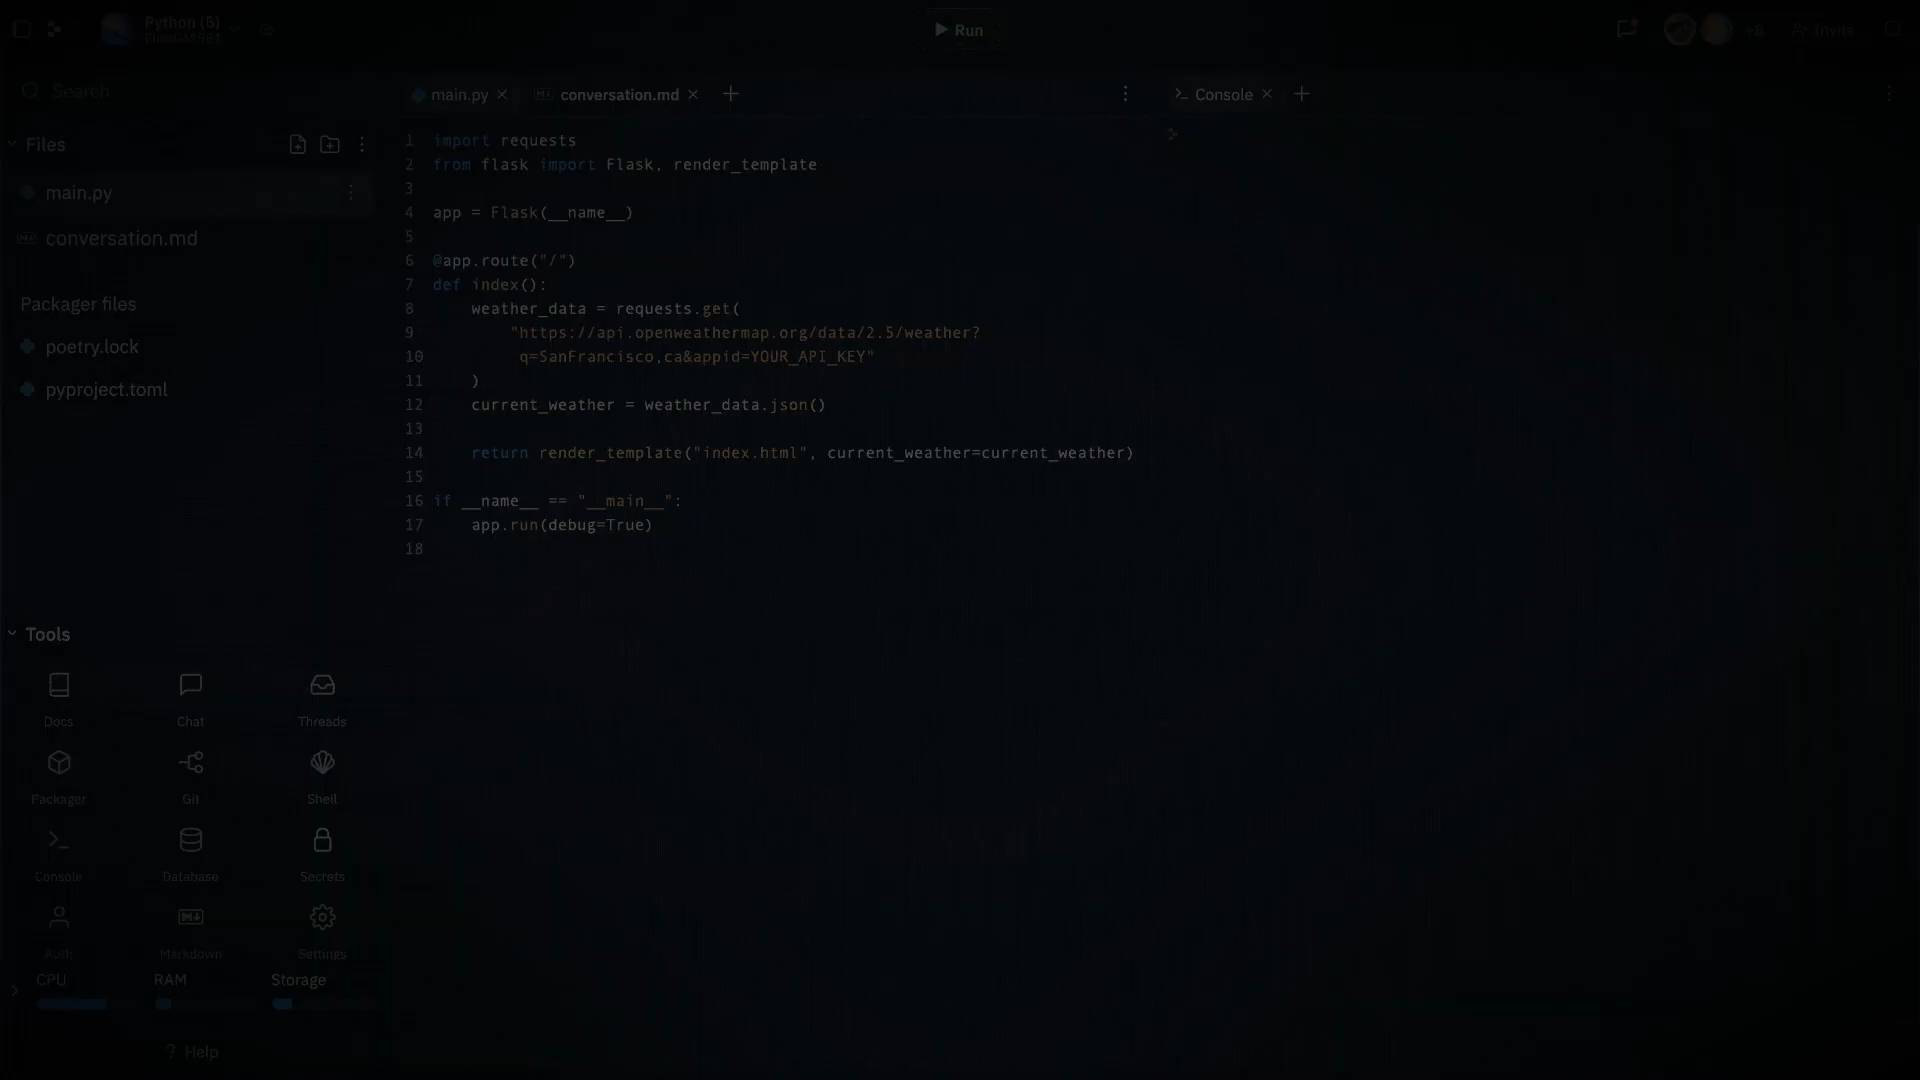 Python (5)
Run
+8
Invite
Search
main.py
conversation.md
Console
Files
main.py
conversation.md
Packager files
poetry.lock
pyproject.toml
1 import requests
2 from flask import Flask, render_template
3
4 app = Flask(__name__)
5
6 @app.route("/")
7 def index():
8 weather_data = requests.get(
9 "https://api.openweathermap.org/data/2.5/weather?
10 q=SanFrancisco,ca&appid=YOUR_API_KEY"
11 )
12 current_weather = weather_data.json()
13
14 return render_template("index.html", current_weather=current_weather)
15
16 if __name__ == "__main__":
17 app.run(debug=True)
18
Tools
Docs Chat Threads
Packager Git Shell
Console Database Secrets
Auth Markdown Settings
CPU RAM Storage
? Help